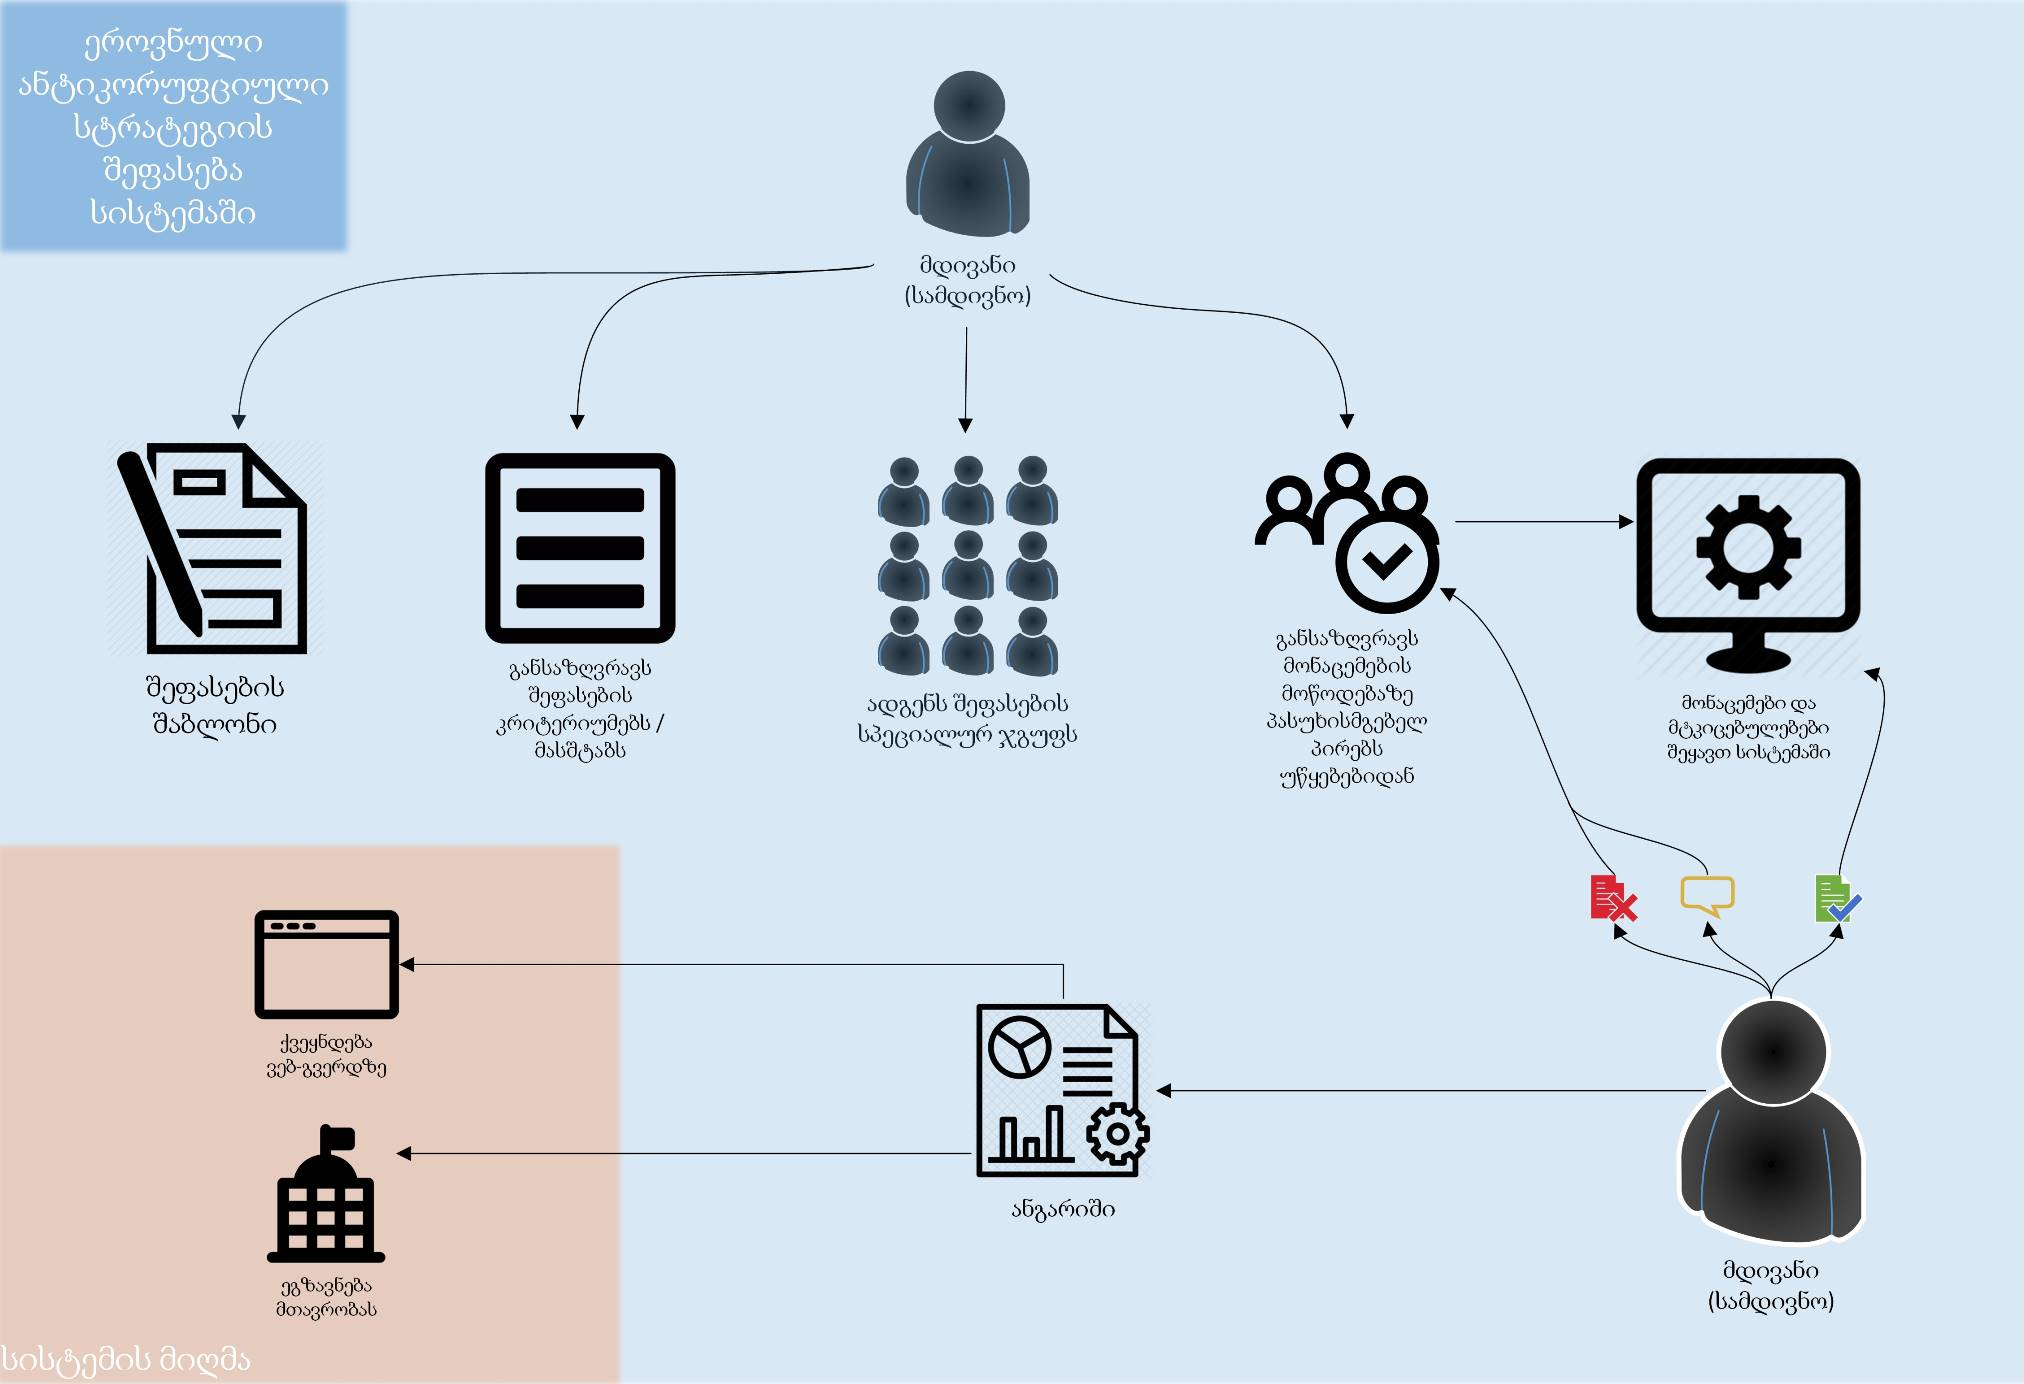 ეროვნული
ანტიკორუფციული
სტრატეგიის
შეფასება
სისტემაში
მდივანი
(სამდივნო)
შეფასების
შაბლონი
განსაზღვრავს
შეფასების
კრიტერიუმებს /
მასშტაბს
ადგენს შეფასების
სპეციალურ ჯგუფს
განსაზღვრავს
მონაცემების
მოწოდებაზე
პასუხისმგებელ
პირებს
უწყებებიდან
მონაცემები და
მტკიცებულებები
შეყავთ სისტემაში
ქვეყნდება
ვებ-გვერდზე
ანგარიში
ეგზავნება
მთავრობას
მდივანი
(სამდივნო)
სისტემის მიღმა